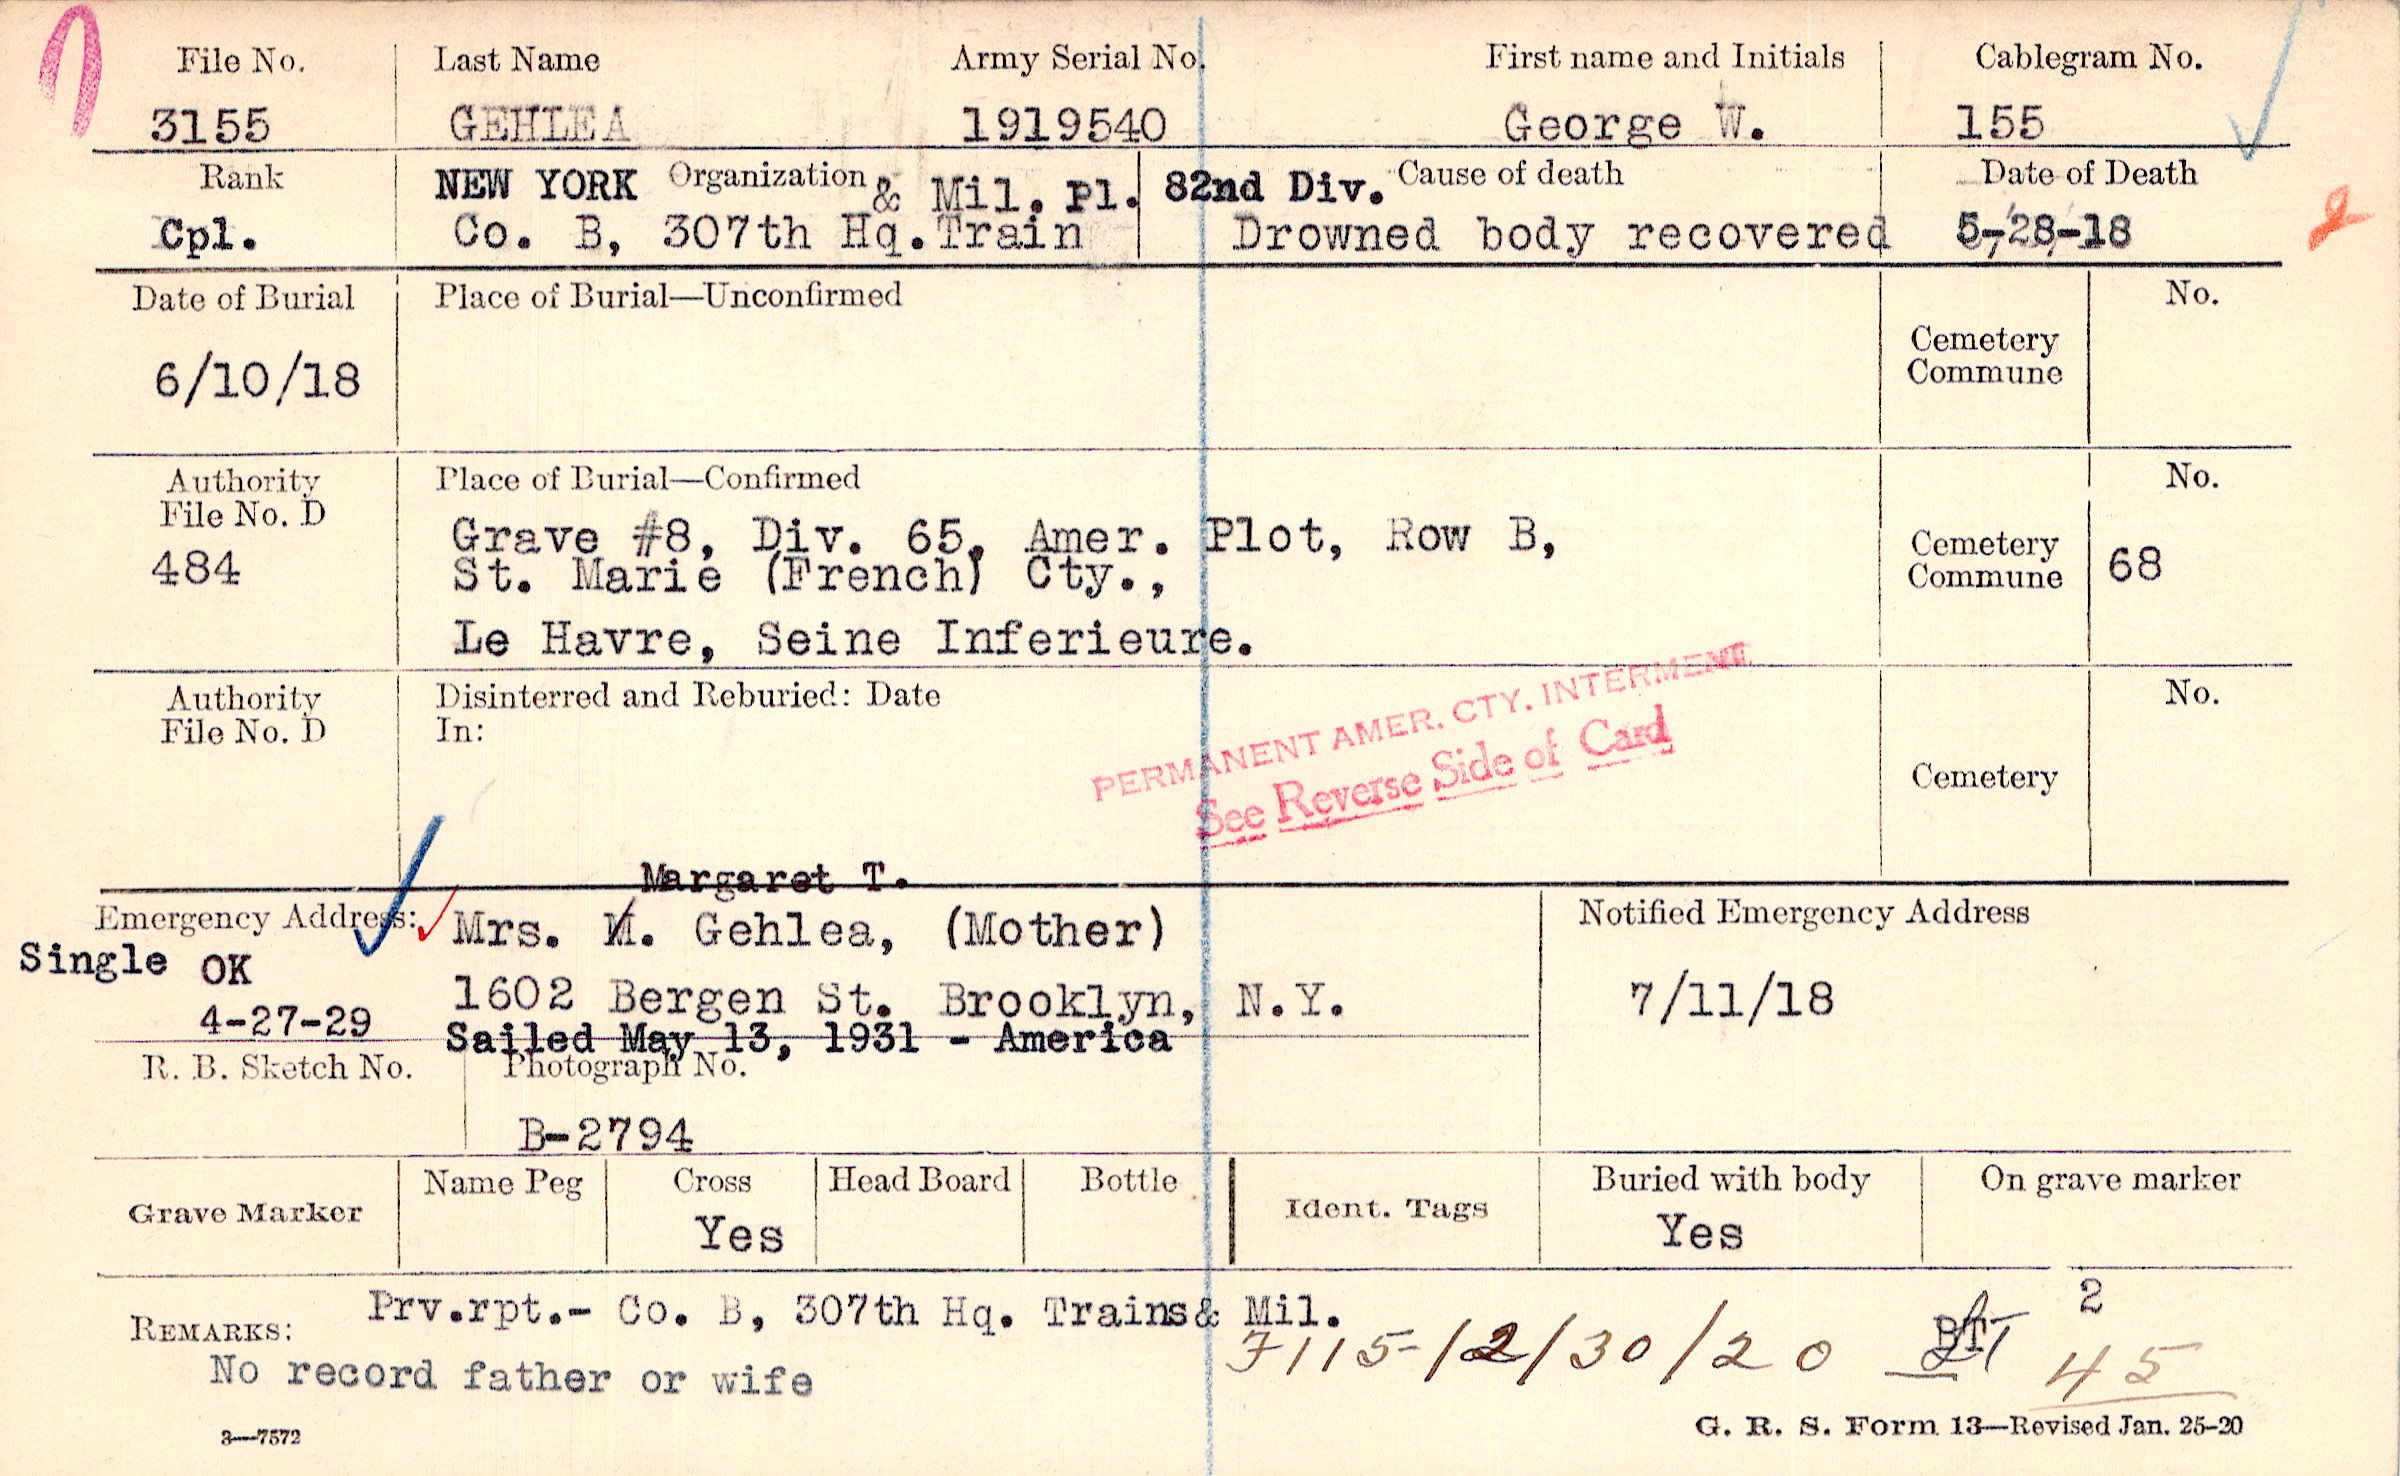 File No. Last Name Army Serial No. First name and Initials Cablegram No.
3155 GEHLEA 1919540 George W. 155
Rank NEW YORK Organization & Mil. Pl. 82nd Div. Cause of death Date of Death
Cpl. Co. B, 307th Hq. Train Drowned body recovered 5-28-18
2
Date of Burial Place of Burial—Unconfirmed No.
6/10/18 Cemetery
Commune
Authority Place of Burial—Confirmed No.
File No. D
484 Grave #8, Div. 65, Amer. Plot, Row B, Cemetery
St. Marie (French) Cty., Commune 68
Le Havre, Seine Inferieure.
Authority Disinterred and Reburied: Date No.
File No. D In:
PERMANENT AMER. CTY. INTERMENT
See Reverse Side of Card
Cemetery
Margaret T.
Emergency Address: Mrs. M. Gehlea, (Mother) Notified Emergency Address
Single OK 1602 Bergen St. Brooklyn, N.Y. 7/11/18
4-27-29 Sailed May 13, 1931 - America
R. B. Sketch No. Photograph No.
B-2794
Grave Marker Name Peg Cross Head Board Bottle Ident. Tags Buried with body On grave marker
Yes Yes
REMARKS: Prv.rpt.- Co. B, 307th Hq. Trains& Mil. 2
No record father or wife 7115-12/30/20 BT 45
3—7572 G. R. S. Form 13—Revised Jan. 25-20